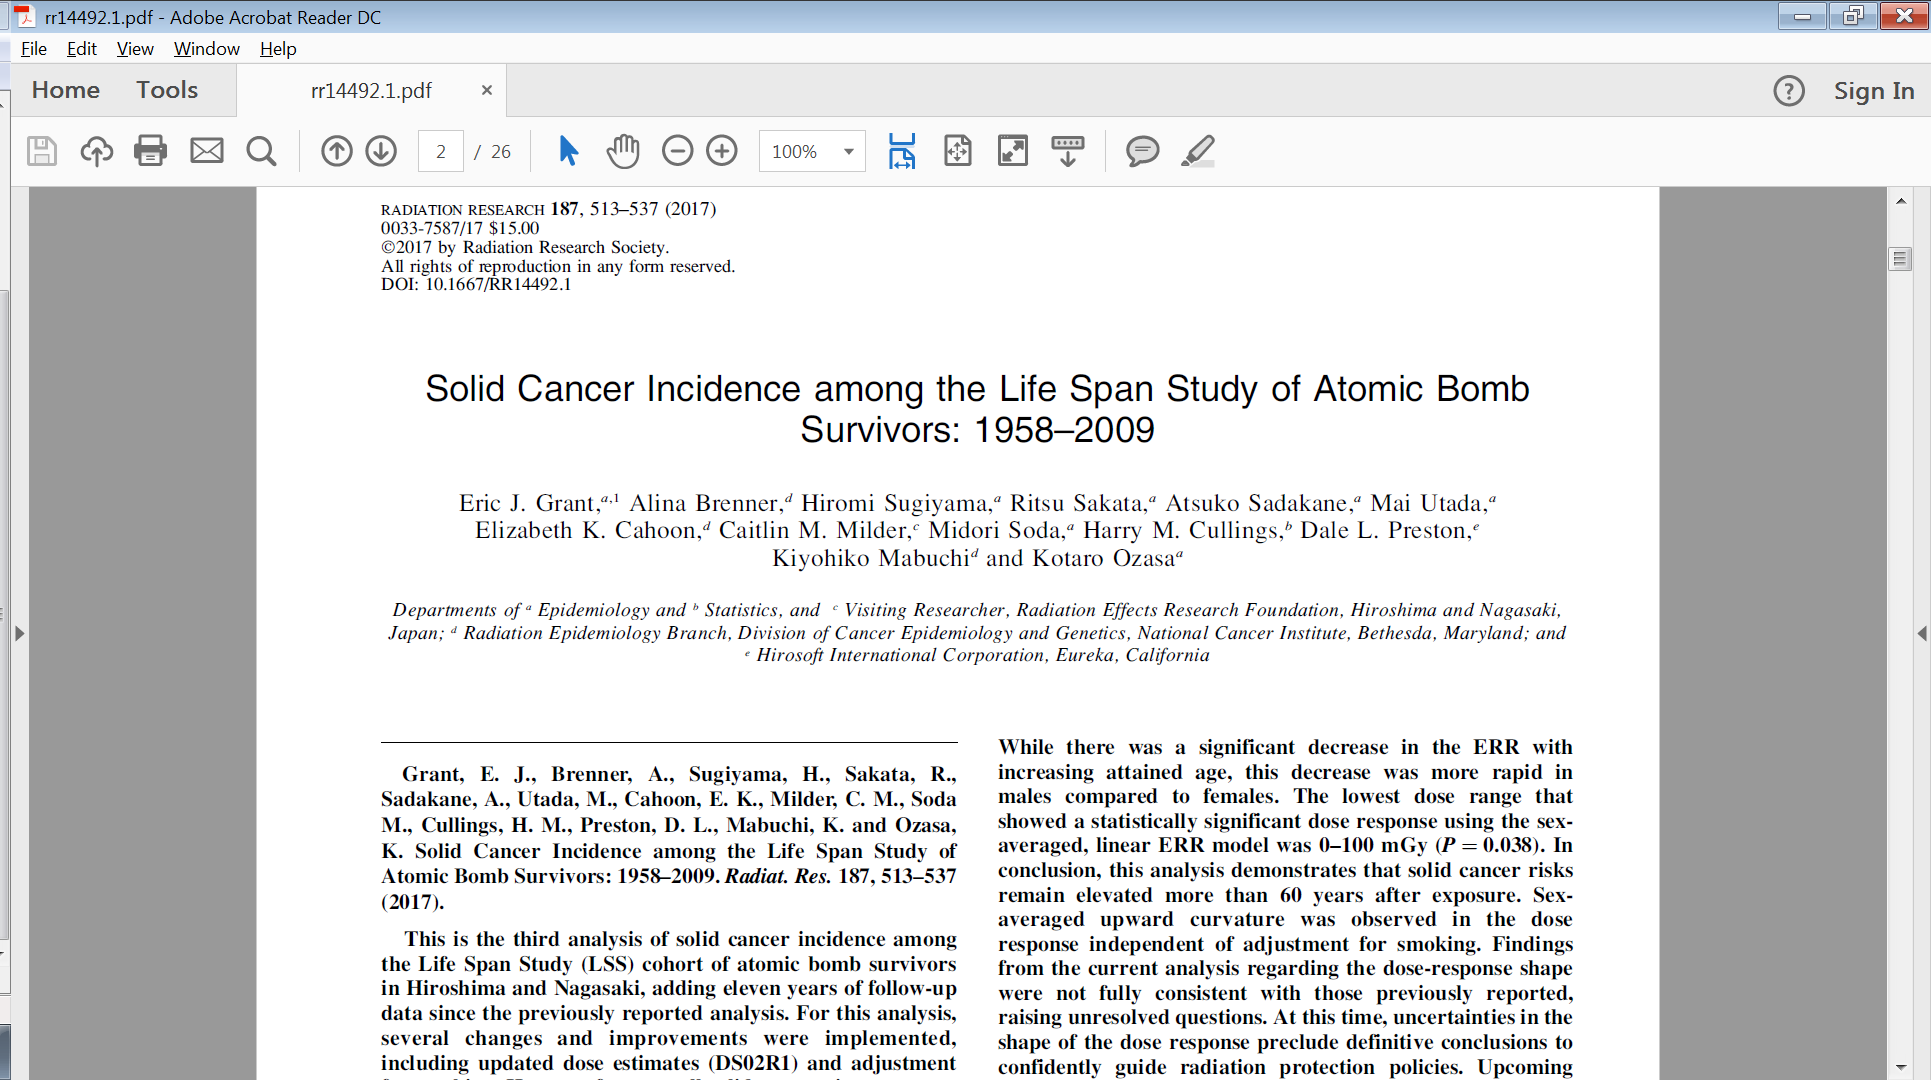 rr14492.1.pdf - Adobe Acrobat Reader DC
File Edit View Window Help
Home Tools rr14492.1.pdf × ? Sign In
2 / 26 100%
RADIATION RESEARCH 187, 513–537 (2017)
0033-7587/17 $15.00
©2017 by Radiation Research Society.
All rights of reproduction in any form reserved.
DOI: 10.1667/RR14492.1
Solid Cancer Incidence among the Life Span Study of Atomic Bomb
Survivors: 1958–2009
Eric J. Grant,a,1 Alina Brenner,d Hiromi Sugiyama,a Ritsu Sakata,a Atsuko Sadakane,a Mai Utada,a
Elizabeth K. Cahoon,d Caitlin M. Milder,c Midori Soda,a Harry M. Cullings,b Dale L. Preston,e
Kiyohiko Mabuchid and Kotaro Ozasaa
Departments of a Epidemiology and b Statistics, and c Visiting Researcher, Radiation Effects Research Foundation, Hiroshima and Nagasaki,
Japan; d Radiation Epidemiology Branch, Division of Cancer Epidemiology and Genetics, National Cancer Institute, Bethesda, Maryland; and
e Hirosoft International Corporation, Eureka, California
Grant, E. J., Brenner, A., Sugiyama, H., Sakata, R.,
Sadakane, A., Utada, M., Cahoon, E. K., Milder, C. M., Soda
M., Cullings, H. M., Preston, D. L., Mabuchi, K. and Ozasa,
K. Solid Cancer Incidence among the Life Span Study of
Atomic Bomb Survivors: 1958–2009. Radiat. Res. 187, 513–537
(2017).
This is the third analysis of solid cancer incidence among
the Life Span Study (LSS) cohort of atomic bomb survivors
in Hiroshima and Nagasaki, adding eleven years of follow-up
data since the previously reported analysis. For this analysis,
several changes and improvements were implemented,
including updated dose estimates (DS02R1) and adjustment
While there was a significant decrease in the ERR with
increasing attained age, this decrease was more rapid in
males compared to females. The lowest dose range that
showed a statistically significant dose response using the sex-
averaged, linear ERR model was 0–100 mGy (P = 0.038). In
conclusion, this analysis demonstrates that solid cancer risks
remain elevated more than 60 years after exposure. Sex-
averaged upward curvature was observed in the dose
response independent of adjustment for smoking. Findings
from the current analysis regarding the dose-response shape
were not fully consistent with those previously reported,
raising unresolved questions. At this time, uncertainties in the
shape of the dose response preclude definitive conclusions to
confidently guide radiation protection policies. Upcoming